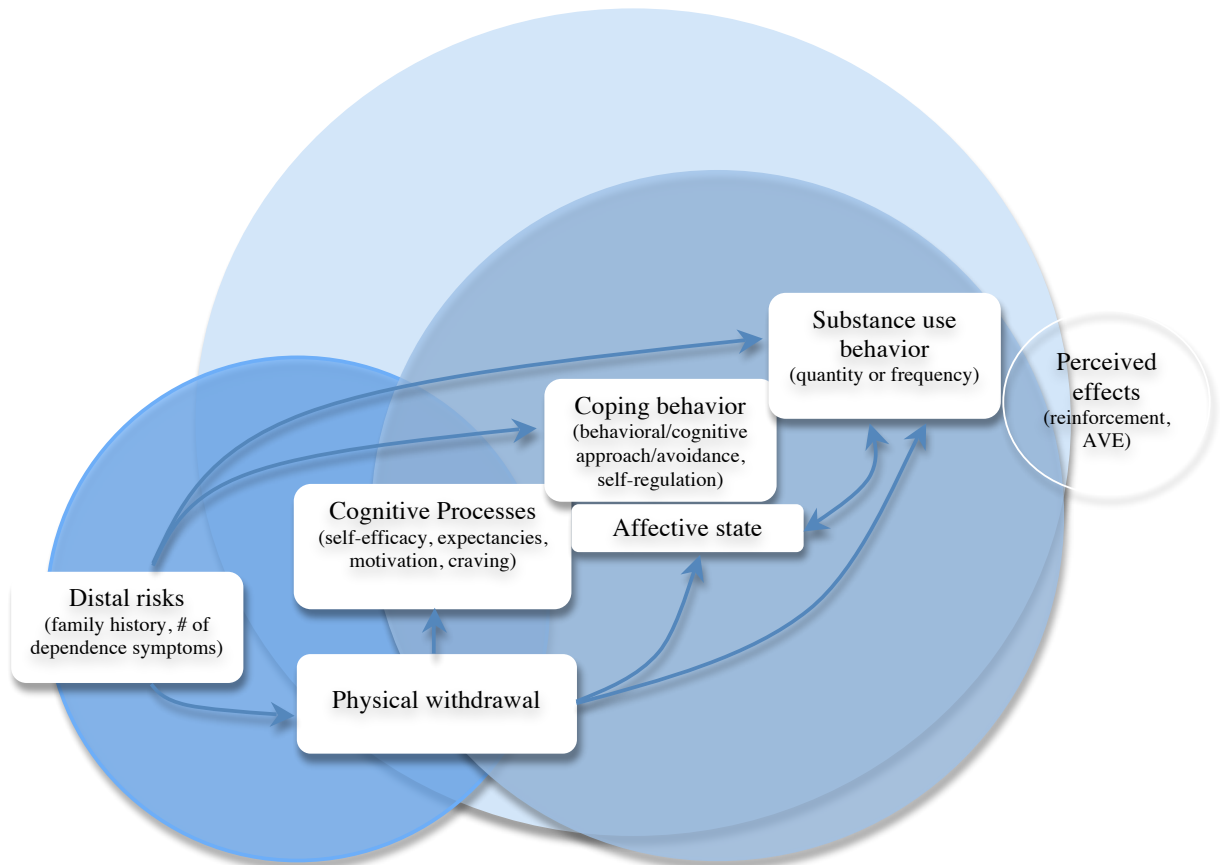 Substance use
behavior
(quantity or frequency)
Perceived
effects
(reinforcement,
AVE)
Coping behavior
(behavioral/cognitive
approach/avoidance,
self-regulation)
Cognitive Processes
(self-efficacy, expectancies,
motivation, craving)
Affective state
Distal risks
(family history, # of
dependence symptoms)
Physical withdrawal